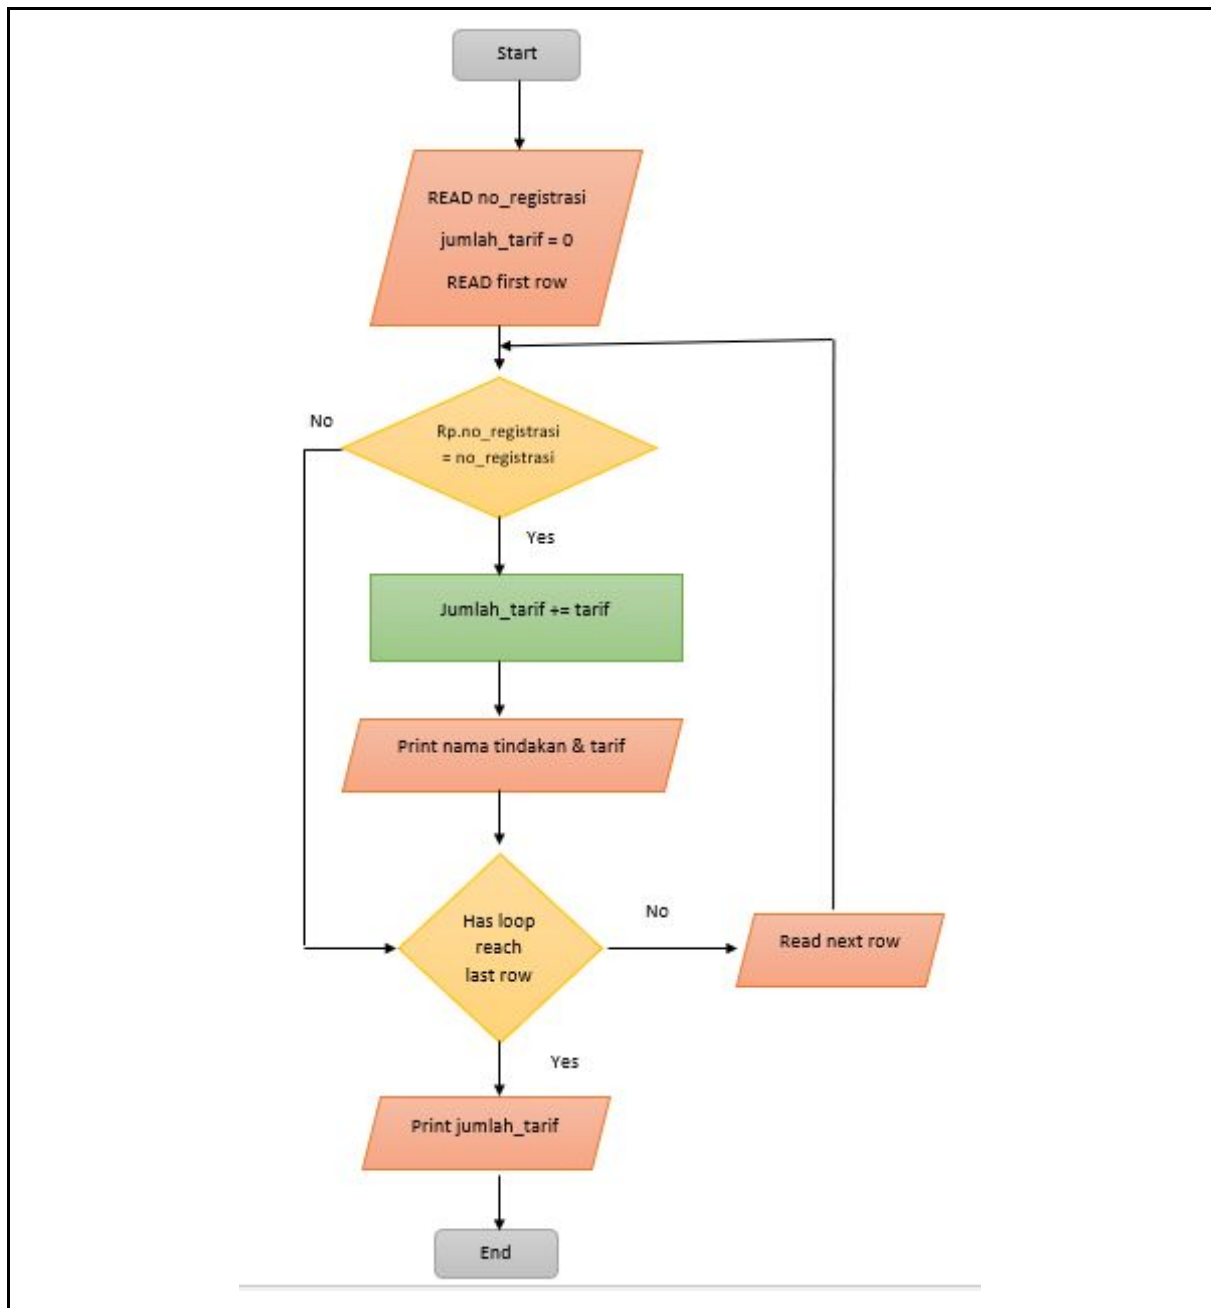 Start
READ no_registrasi
jumlah_tarif = 0
READ first row
No
Rp.no_registrasi
= no_registrasi
Yes
Jumlah_tarif += tarif
Print nama tindakan & tarif
Has loop
reach
last row
No
Read next row
Yes
Print jumlah_tarif
End